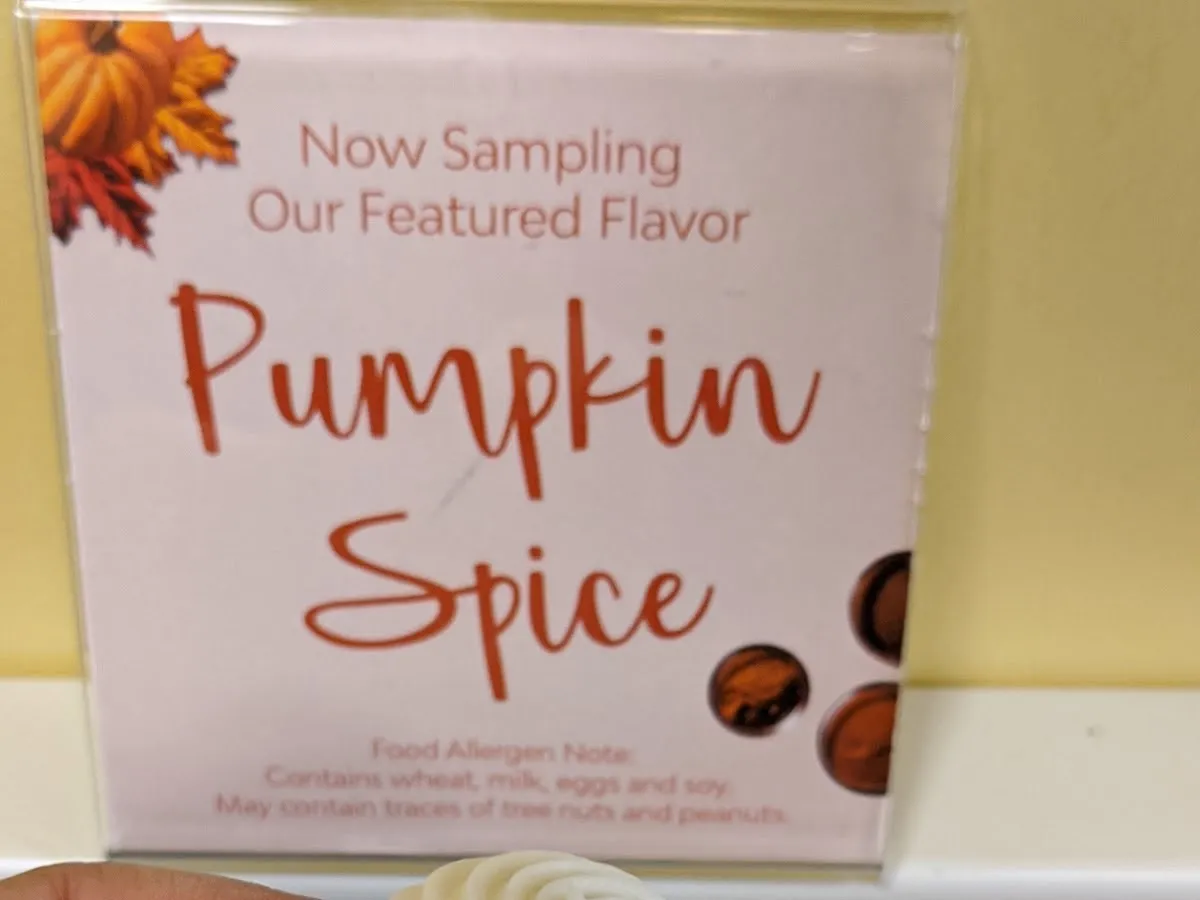 Now Sampling
Our Featured Flavor
Pumpkin
Spice
Food Allergen Note:
Contains wheat, milk, eggs and soy.
May contain traces of tree nuts and peanuts.